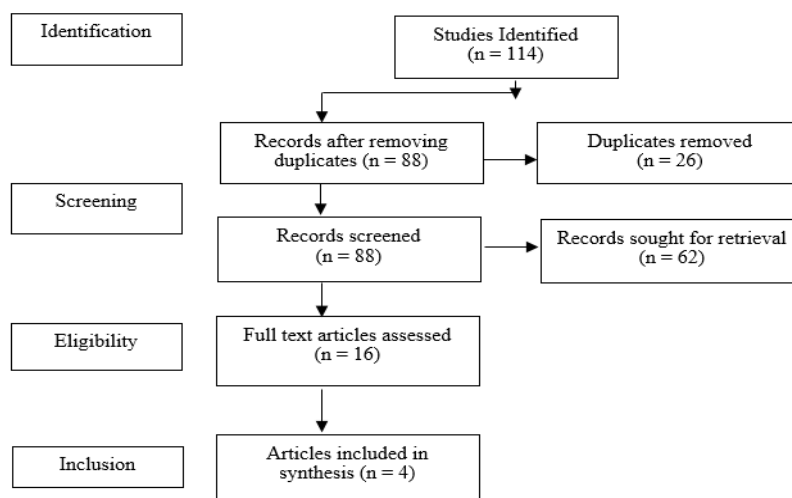 Identification
Studies Identified
(n = 114)
Records after removing
duplicates (n = 88)
Duplicates removed
(n = 26)
Screening
Records screened
(n = 88)
Records sought for retrieval
(n = 62)
Eligibility
Full text articles assessed
(n = 16)
Inclusion
Articles included in
synthesis (n = 4)